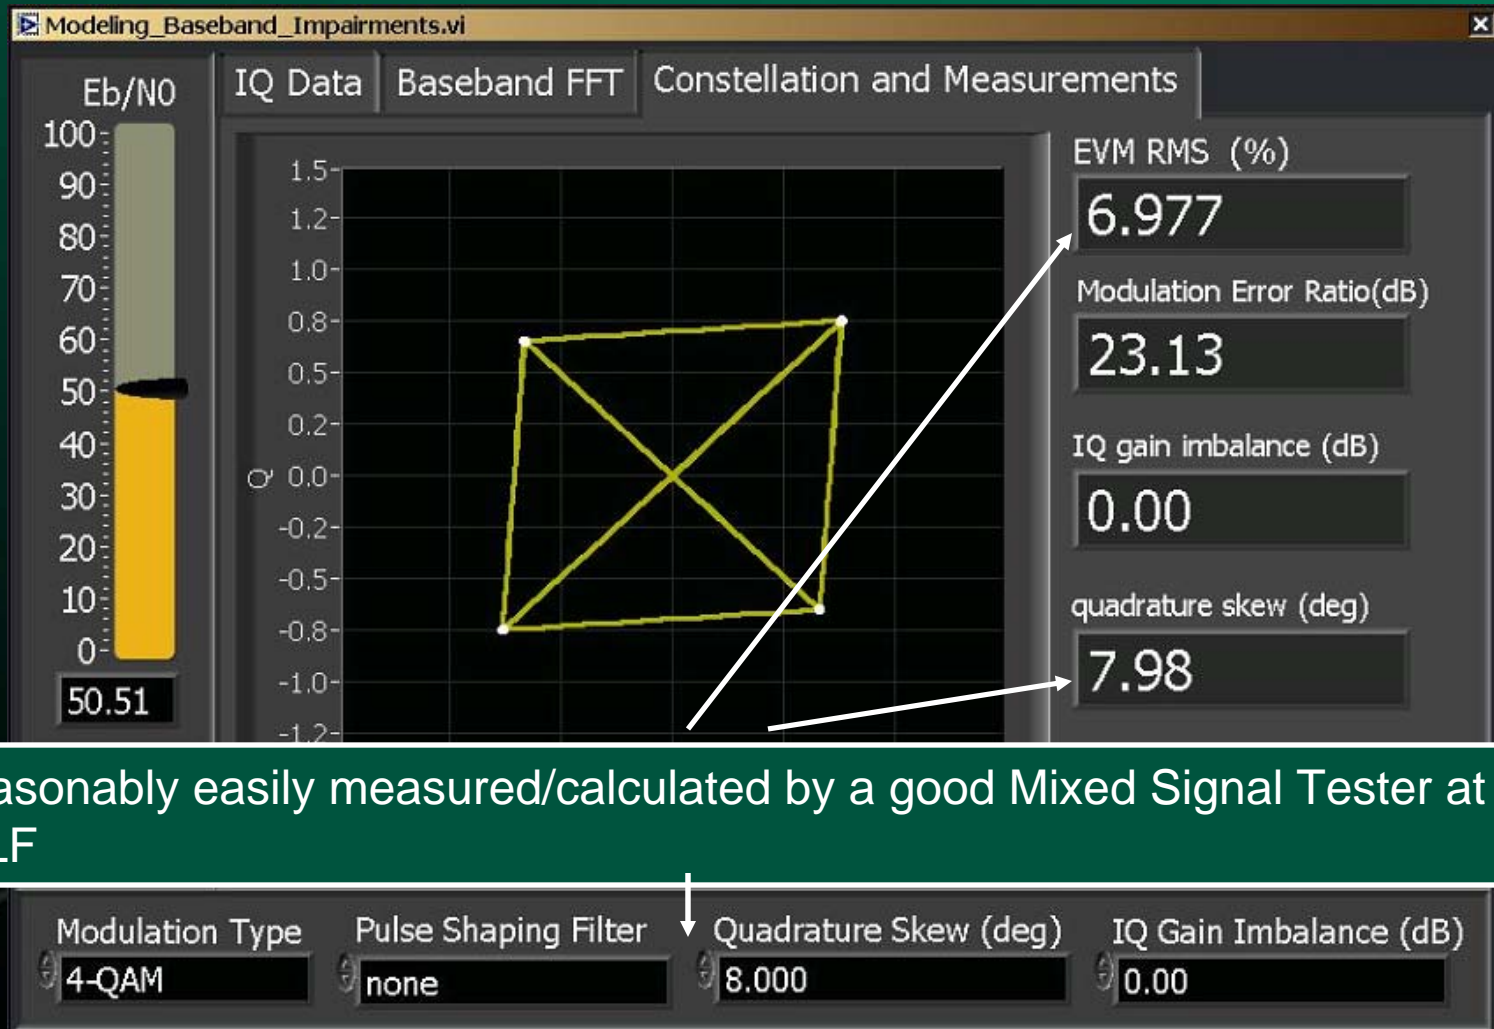 Modeling_Baseband_Impairments.vi
Eb/N0
100
90
80
70
60
50
40
30
20
10
0
50.51
IQ Data
Baseband FFT
Constellation and Measurements
1.5
1.2
1.0
0.8
0.5
0.2
0.0
-0.2
-0.5
-0.8
-1.0
-1.2
Q
EVM RMS (%)
6.977
Modulation Error Ratio(dB)
23.13
IQ gain imbalance (dB)
0.00
quadrature skew (deg)
7.98
easured/calculated by a good Mixed Signal Tester at
Modulation Type
4-QAM
Pulse Shaping Filter
none
Quadrature Skew (deg)
8.000
IQ Gain Imbalance (dB)
0.00